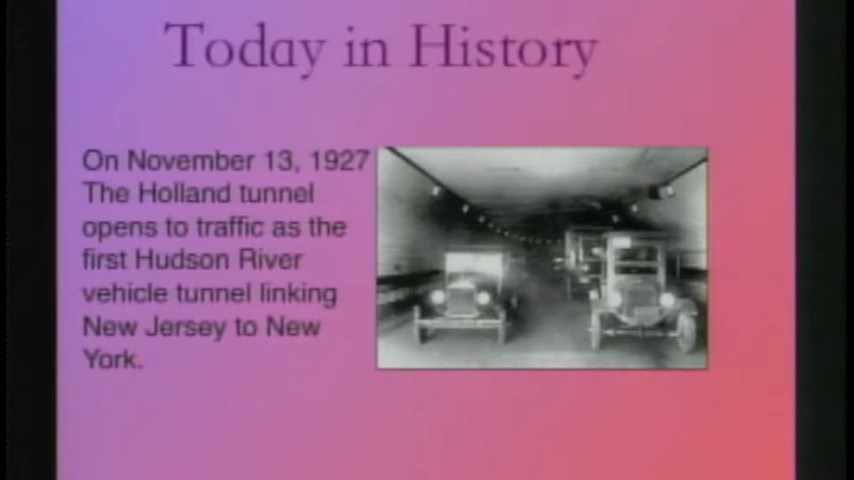 Today in History
On November 13, 1927
The Holland tunnel
opens to traffic as the
first Hudson River
vehicle tunnel linking
New Jersey to New
York.